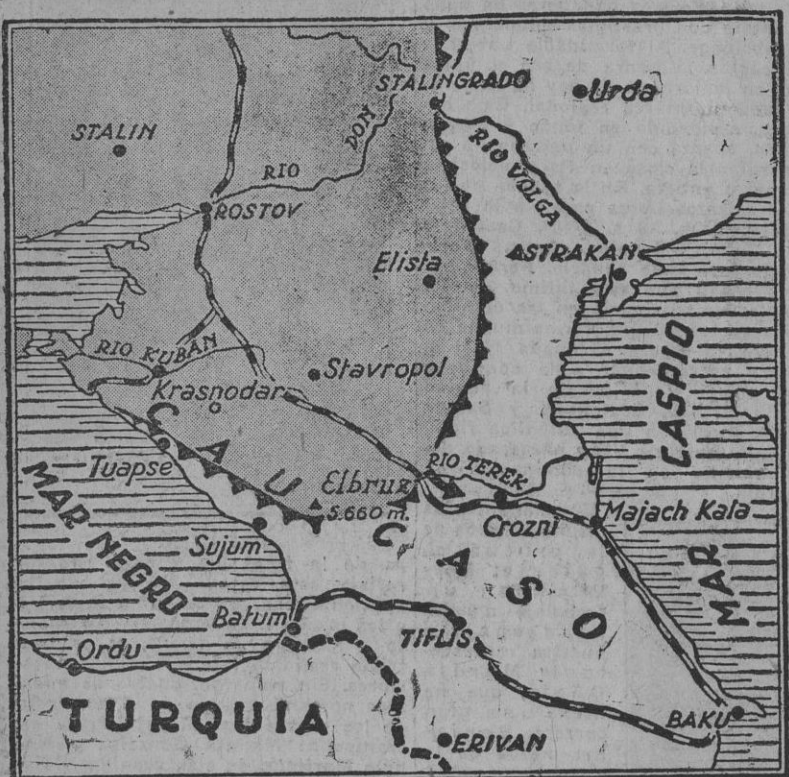 STALINGRADO
Urda
STALIN
RIO DON
RIO VOLGA
ROSTOV
ASTRAKAN
Elista
RIO KUBAN
Stavropol
Krasnodar
CASPIO
MAR
CAUCASO
Tuapse
Elbruz
5.660 m.
RIO TEREK
Crozni
Majach Kala
MAR NEGRO
Sujum
Batum
TIFLIS
Ordu
TURQUIA
BAKU
ERIVAN